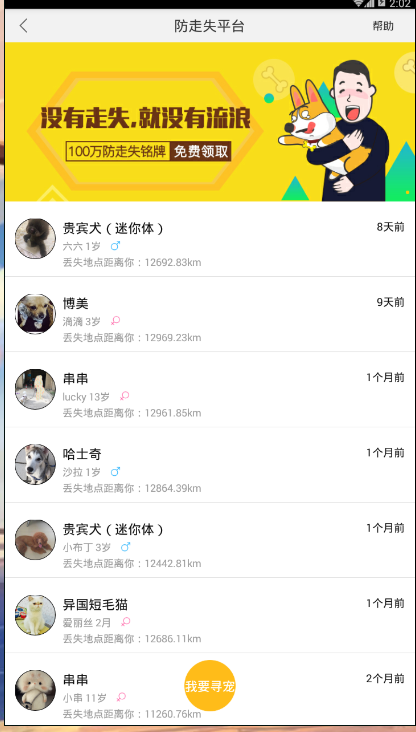 2:02
防走失平台
帮助
没有走失,就没有流浪
100万防走失铭牌 免费领取
贵宾犬（迷你体）
8天前
六六 1岁
丢失地点距离你：12692.83km
博美
9天前
滴滴 3岁
丢失地点距离你：12969.23km
串串
1个月前
lucky 13岁
丢失地点距离你：12961.85km
哈士奇
1个月前
沙拉 1岁
丢失地点距离你：12864.39km
贵宾犬（迷你体）
1个月前
小布丁 3岁
丢失地点距离你：12442.81km
异国短毛猫
1个月前
爱丽丝 2月
丢失地点距离你：12686.11km
串串
2个月前
我要寻宠
小串 11岁
丢失地点距离你：11260.76km